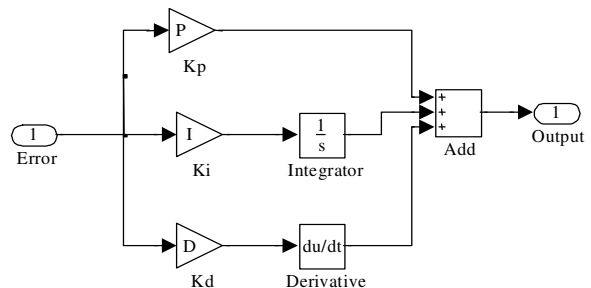 P
Kp
1
Error
I
Ki
1
s
Integrator
+
+
+
Add
1
Output
D
Kd
du/dt
Derivative